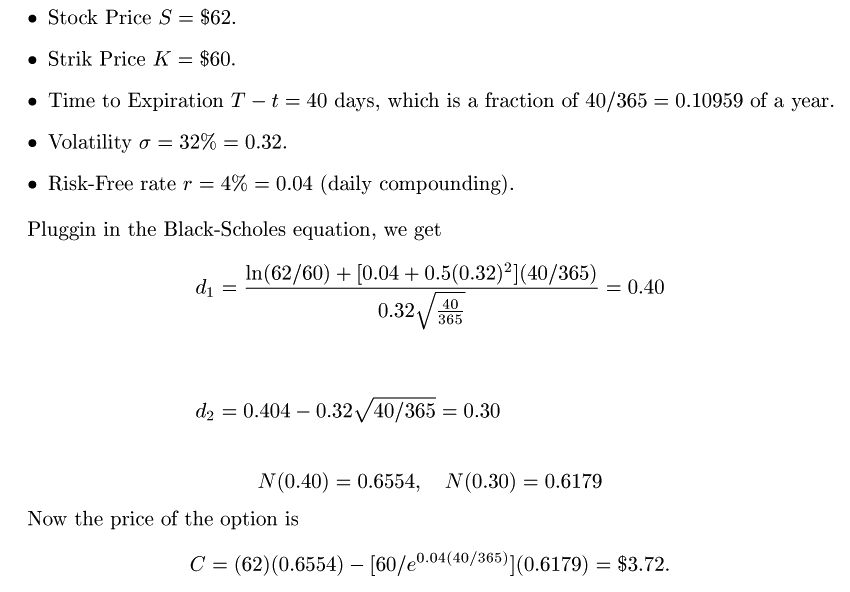 • Stock Price S = $62.
• Strik Price K = $60.
• Time to Expiration T − t = 40 days, which is a fraction of 40/365 = 0.10959 of a year.
• Volatility σ = 32% = 0.32.
• Risk-Free rate r = 4% = 0.04 (daily compounding).
Pluggin in the Black-Scholes equation, we get
d₁ = \frac{ln(62/60) + [0.04 + 0.5(0.32)²](40/365)}{0.32\sqrt{\frac{40}{365}}} = 0.40
d₂ = 0.404 − 0.32\sqrt{40/365} = 0.30
N(0.40) = 0.6554, N(0.30) = 0.6179
Now the price of the option is
C = (62)(0.6554) − [60/e^{0.04(40/365)}](0.6179) = $3.72.